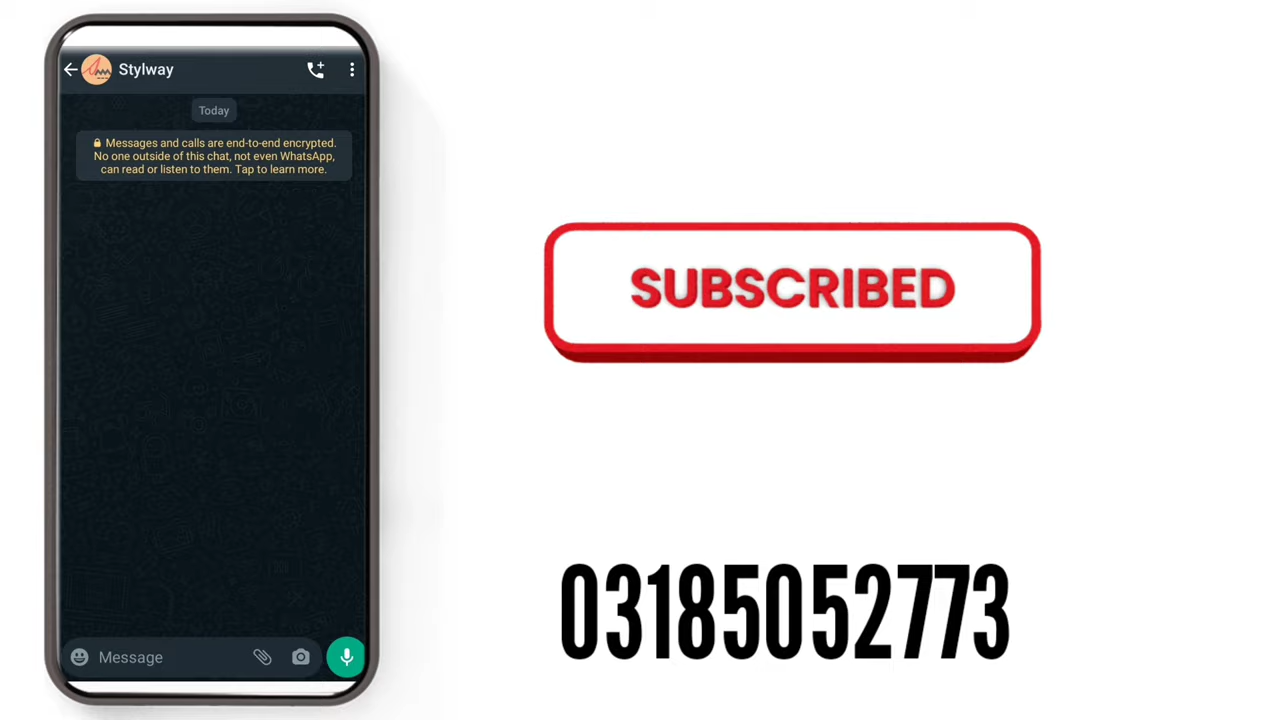 Stylway
Today
Messages and calls are end-to-end encrypted.
No one outside of this chat, not even WhatsApp,
can read or listen to them. Tap to learn more.
Message
SUBSCRIBED
03185052773